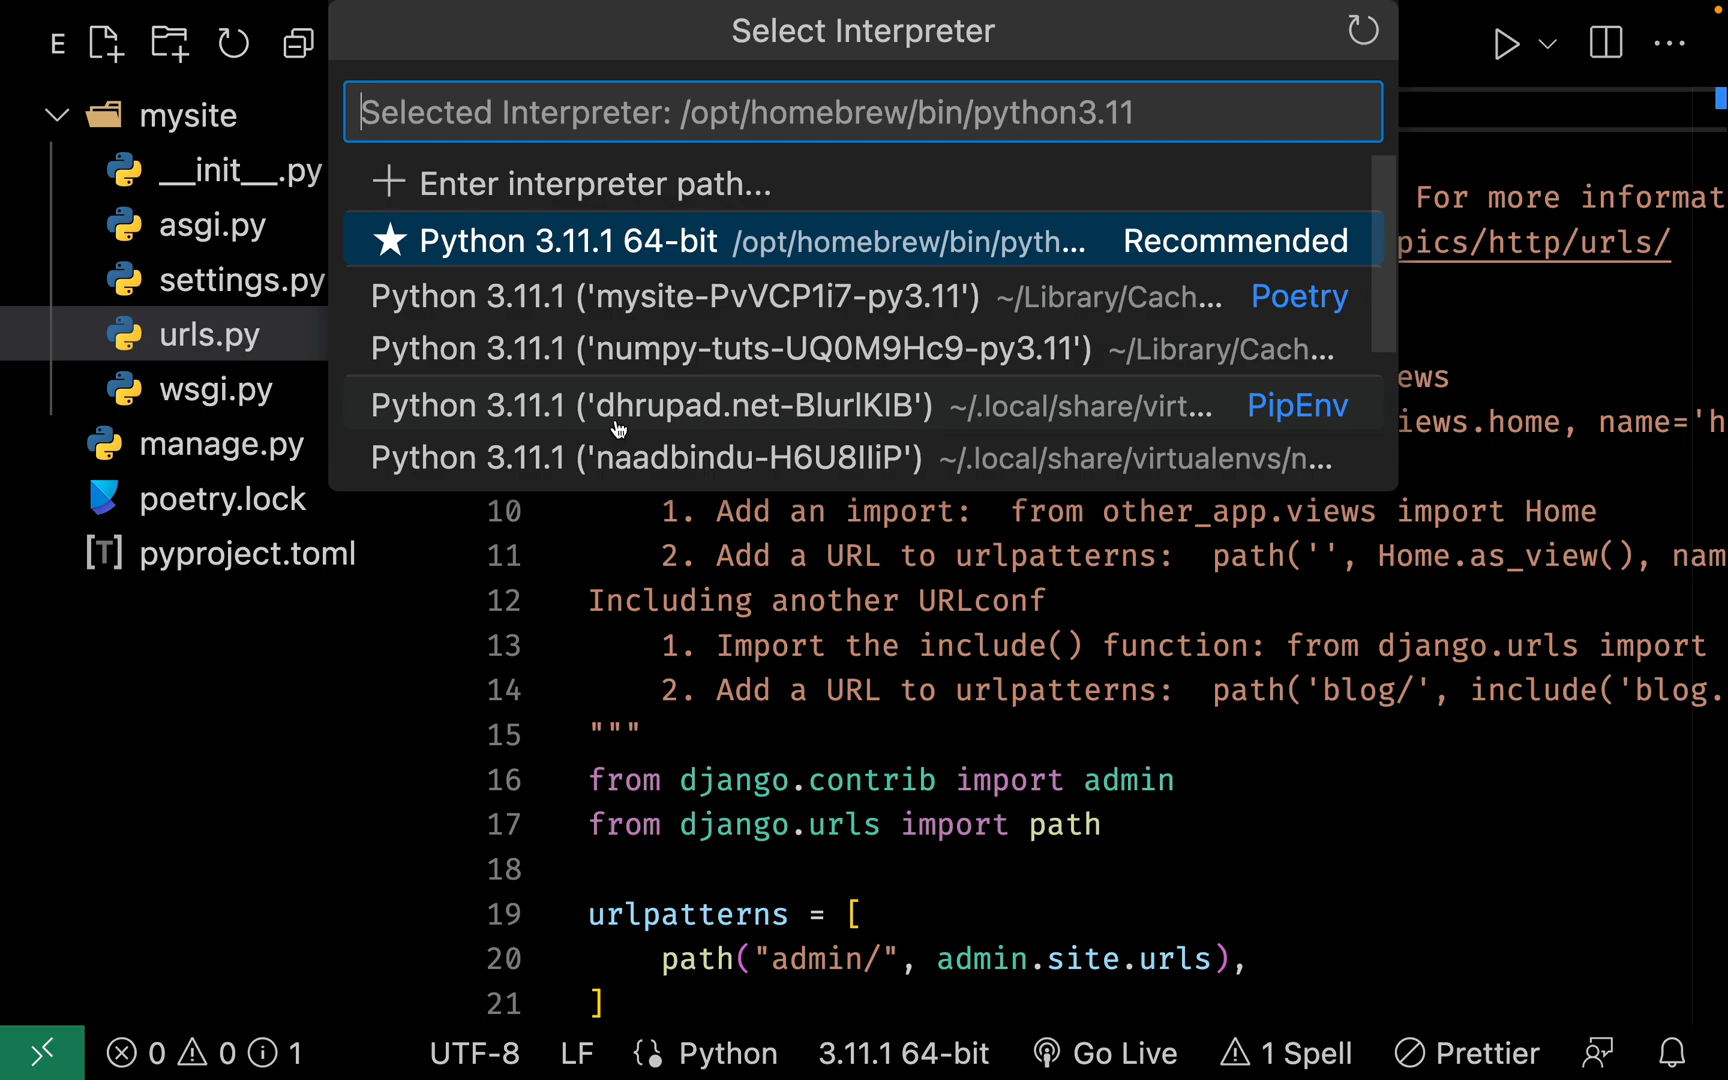 E
Select Interpreter
Selected Interpreter: /opt/homebrew/bin/python3.11
Enter interpreter path...
Python 3.11.1 64-bit /opt/homebrew/bin/pyth... Recommended
Python 3.11.1 ('mysite-PvVCP1i7-py3.11') ~/Library/Cach... Poetry
Python 3.11.1 ('numpy-tuts-UQ0M9Hc9-py3.11') ~/Library/Cach...
Python 3.11.1 ('dhrupad.net-BlurlKIB') ~/.local/share/virt... PipEnv
Python 3.11.1 ('naadbindu-H6U8IIiP') ~/.local/share/virtualenvs/n...
mysite
__init__.py
asgi.py
settings.py
urls.py
wsgi.py
manage.py
poetry.lock
[T] pyproject.toml
For more informat
pics/http/urls/
ews
iews.home, name='h
10 1. Add an import: from other_app.views import Home
11 2. Add a URL to urlpatterns: path('', Home.as_view(), nam
12 Including another URLconf
13 1. Import the include() function: from django.urls import
14 2. Add a URL to urlpatterns: path('blog/', include('blog.
15 """
16 from django.contrib import admin
17 from django.urls import path
18
19 urlpatterns = [
20 path("admin/", admin.site.urls),
21 ]
0 0 1 UTF-8 LF Python 3.11.1 64-bit Go Live 1 Spell Prettier